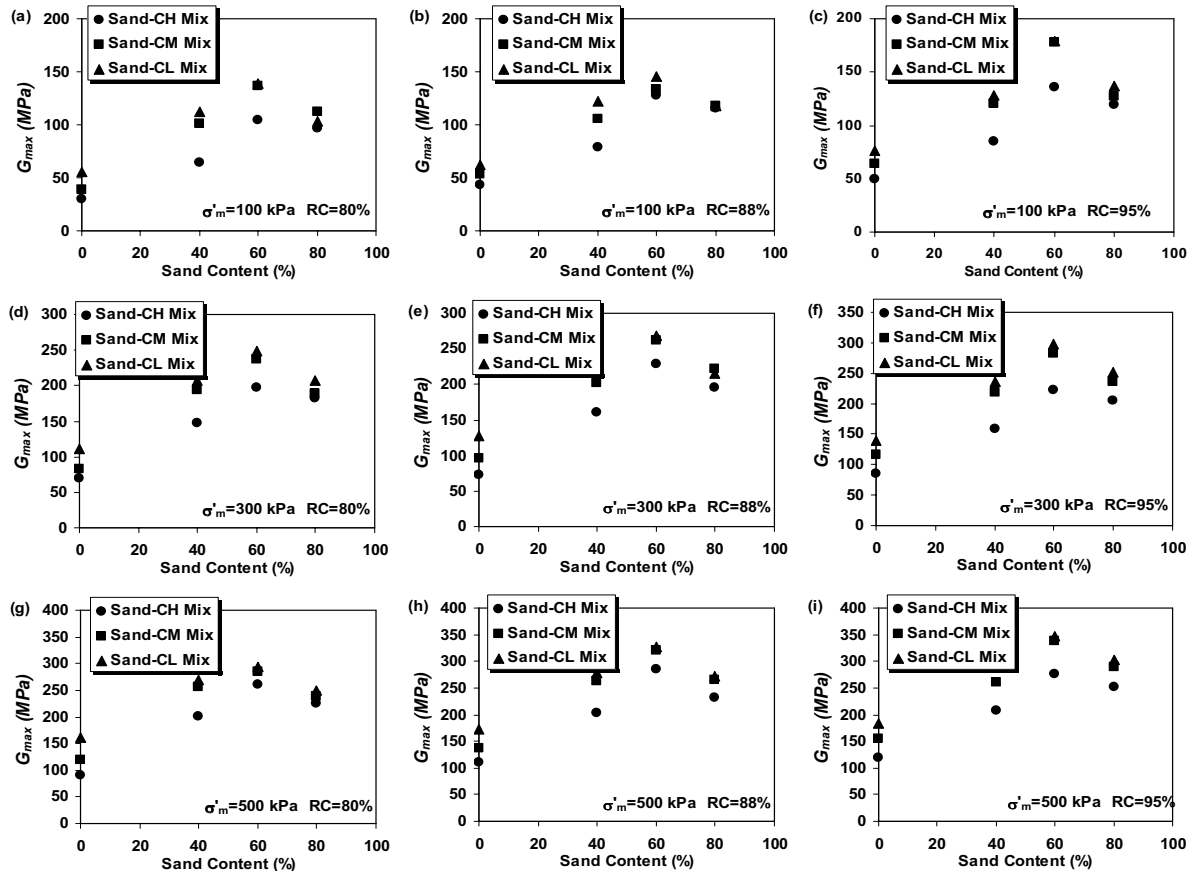 (a)
Sand-CH Mix
Sand-CM Mix
Sand-CL Mix
200
150
100
50
0
G_max (MPa)
σ'm=100 kPa RC=80%
0 20 40 60 80 100
Sand Content (%)
(b)
Sand-CH Mix
Sand-CM Mix
Sand-CL Mix
200
150
100
50
0
G_max (MPa)
σ'm=100 kPa RC=88%
0 20 40 60 80 100
Sand Content (%)
(c)
Sand-CH Mix
Sand-CM Mix
Sand-CL Mix
200
150
100
50
0
G_max (MPa)
σ'm=100 kPa RC=95%
0 20 40 60 80 100
Sand Content (%)
(d)
Sand-CH Mix
Sand-CM Mix
Sand-CL Mix
300
250
200
150
100
50
0
G_max (MPa)
σ'm=300 kPa RC=80%
0 20 40 60 80 100
Sand Content (%)
(e)
Sand-CH Mix
Sand-CM Mix
Sand-CL Mix
300
250
200
150
100
50
0
G_max (MPa)
σ'm=300 kPa RC=88%
0 20 40 60 80 100
Sand Content (%)
(f)
Sand-CH Mix
Sand-CM Mix
Sand-CL Mix
350
300
250
200
150
100
50
0
G_max (MPa)
σ'm=300 kPa RC=95%
0 20 40 60 80 100
Sand Content (%)
(g)
Sand-CH Mix
Sand-CM Mix
Sand-CL Mix
400
350
300
250
200
150
100
50
0
G_max (MPa)
σ'm=500 kPa RC=80%
0 20 40 60 80 100
Sand Content (%)
(h)
Sand-CH Mix
Sand-CM Mix
Sand-CL Mix
400
350
300
250
200
150
100
50
0
G_max (MPa)
σ'm=500 kPa RC=88%
0 20 40 60 80 100
Sand Content (%)
(i)
Sand-CH Mix
Sand-CM Mix
Sand-CL Mix
400
350
300
250
200
150
100
50
0
G_max (MPa)
σ'm=500 kPa RC=95%
0 20 40 60 80 100
Sand Content (%)